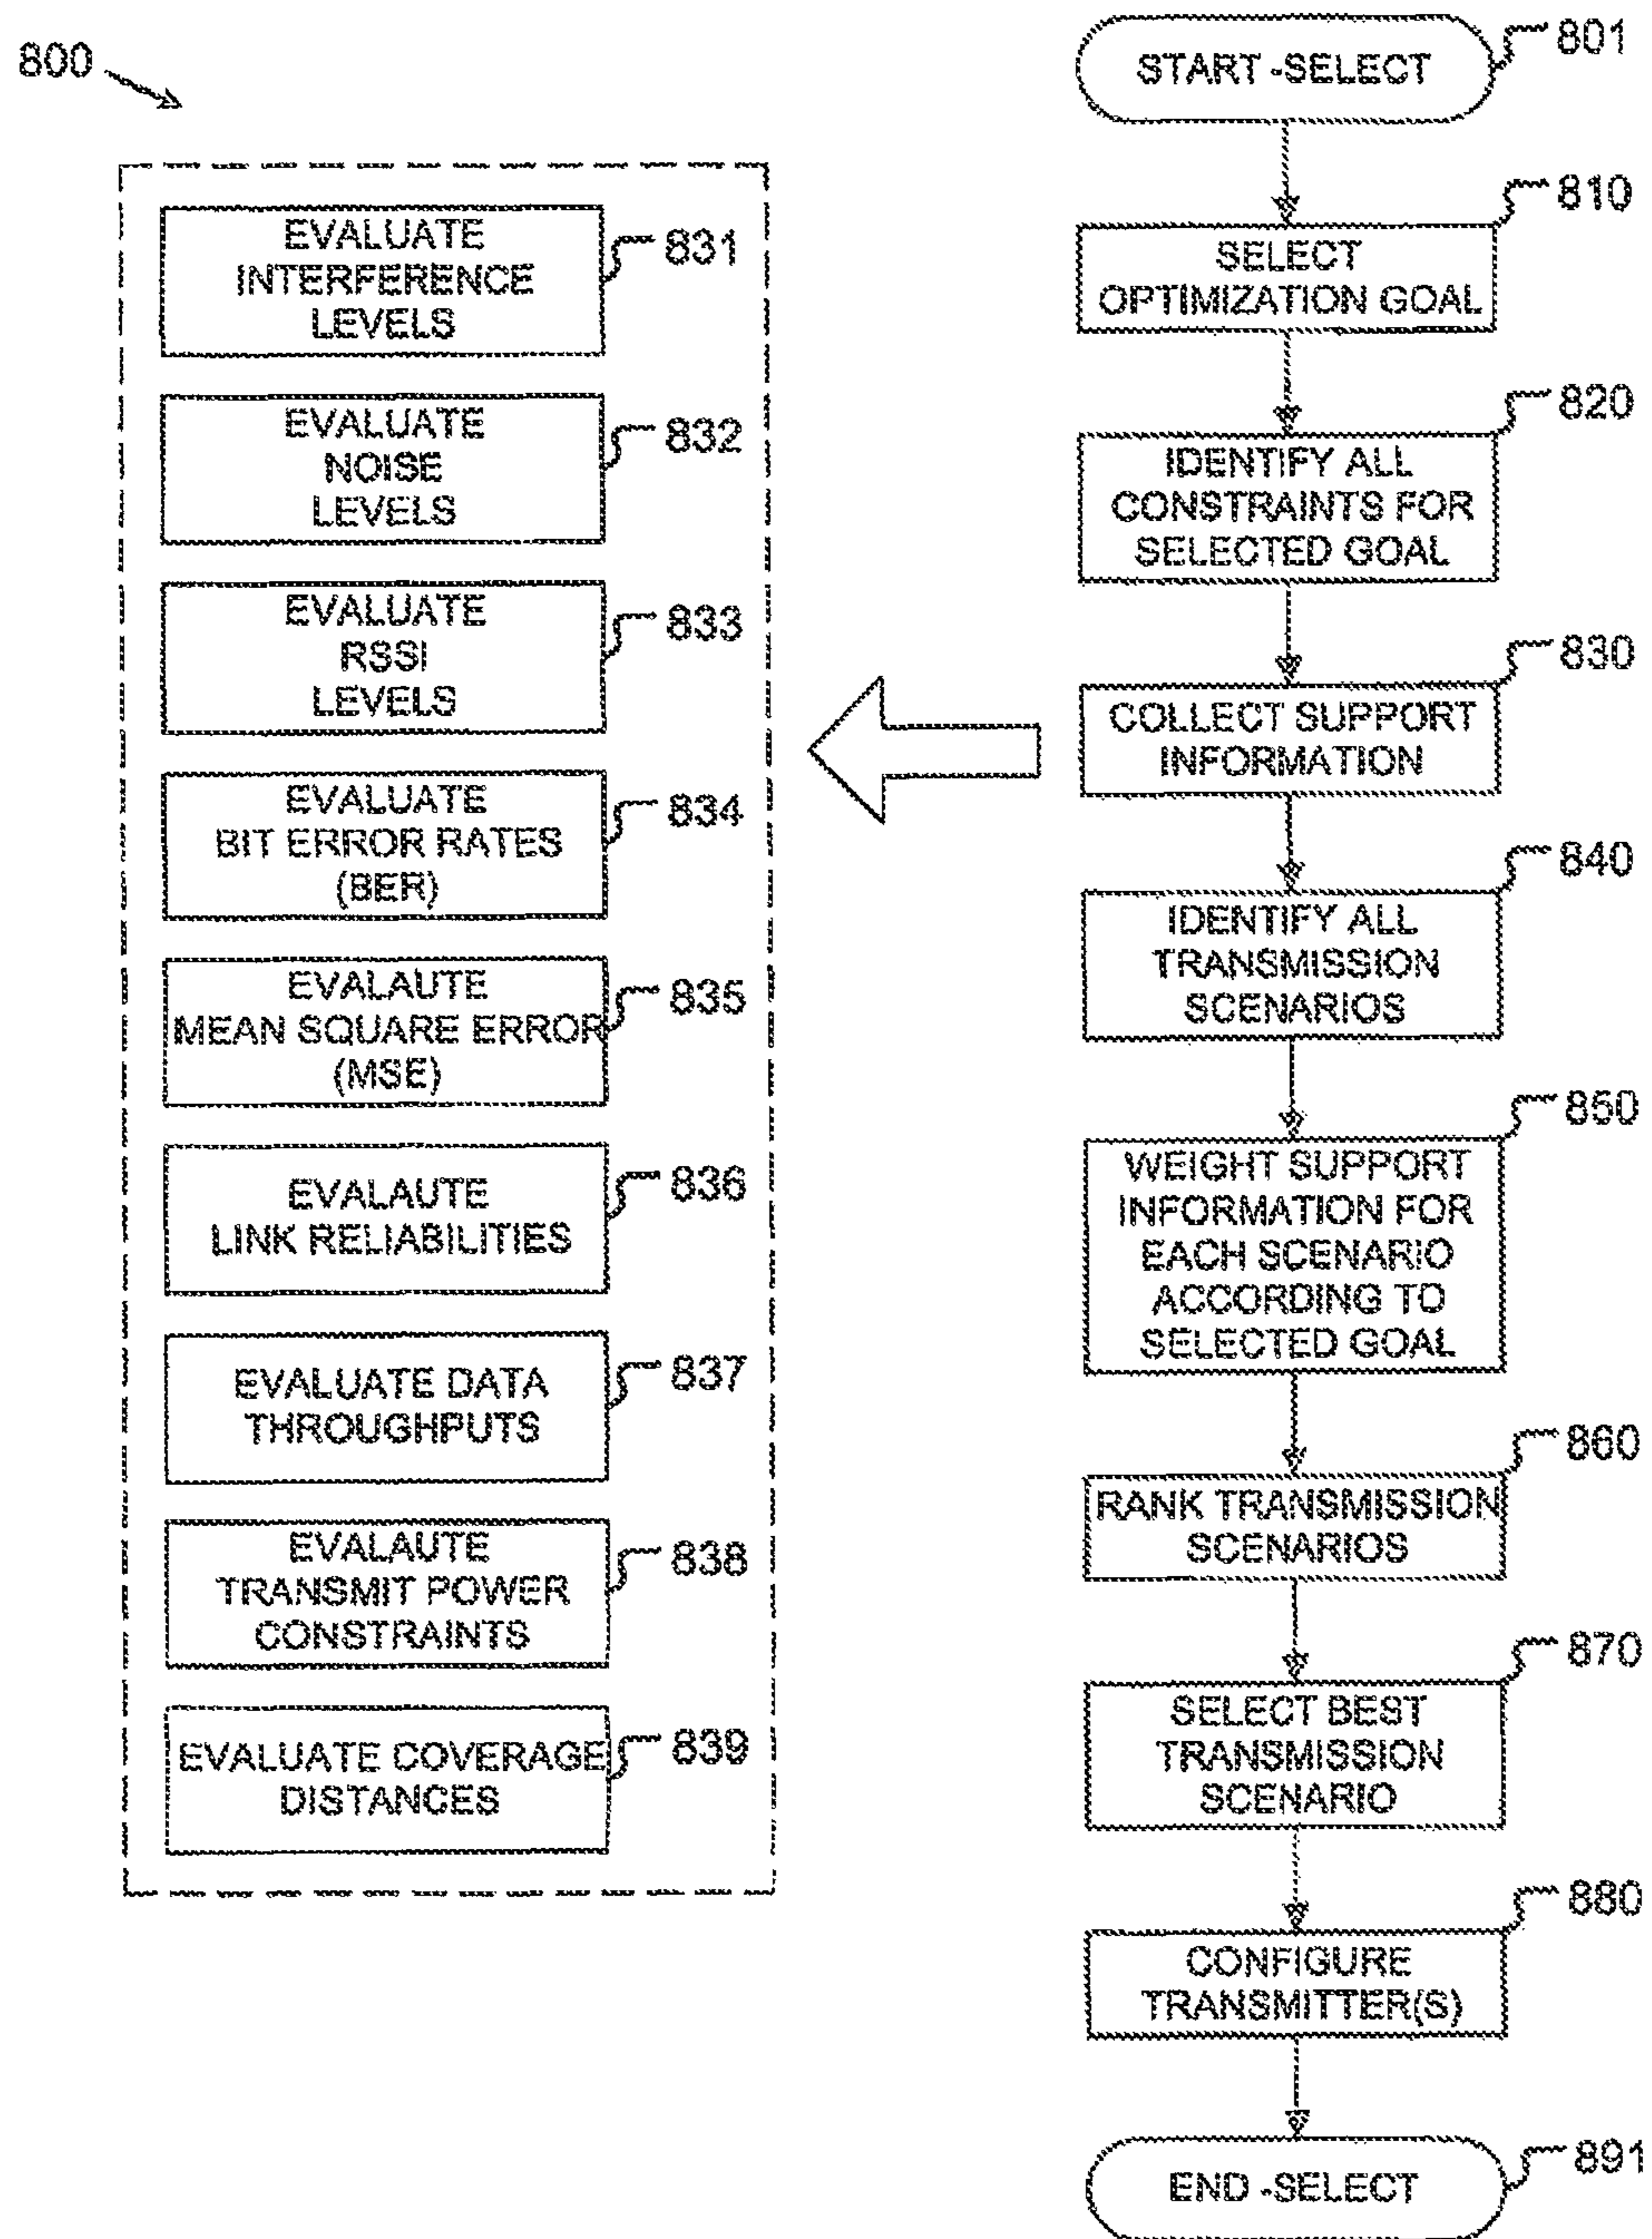 800
EVALUATE
INTERFERENCE
LEVELS
831
EVALUATE
NOISE
LEVELS
832
EVALUATE
RSSI
LEVELS
833
EVALUATE
BIT ERROR RATES
(BER)
834
EVALAUTE
MEAN SQUARE ERROR
(MSE)
835
EVALAUTE
LINK RELIABILITIES
836
EVALUATE DATA
THROUGHPUTS
837
EVALAUTE
TRANSMIT POWER
CONSTRAINTS
838
EVALUATE COVERAGE
DISTANCES
839
START -SELECT
801
SELECT
OPTIMIZATION GOAL
810
IDENTIFY ALL
CONSTRAINTS FOR
SELECTED GOAL
820
COLLECT SUPPORT
INFORMATION
830
IDENTIFY ALL
TRANSMISSION
SCENARIOS
840
WEIGHT SUPPORT
INFORMATION FOR
EACH SCENARIO
ACCORDING TO
SELECTED GOAL
850
RANK TRANSMISSION
SCENARIOS
860
SELECT BEST
TRANSMISSION
SCENARIO
870
CONFIGURE
TRANSMITTER(S)
880
END -SELECT
891